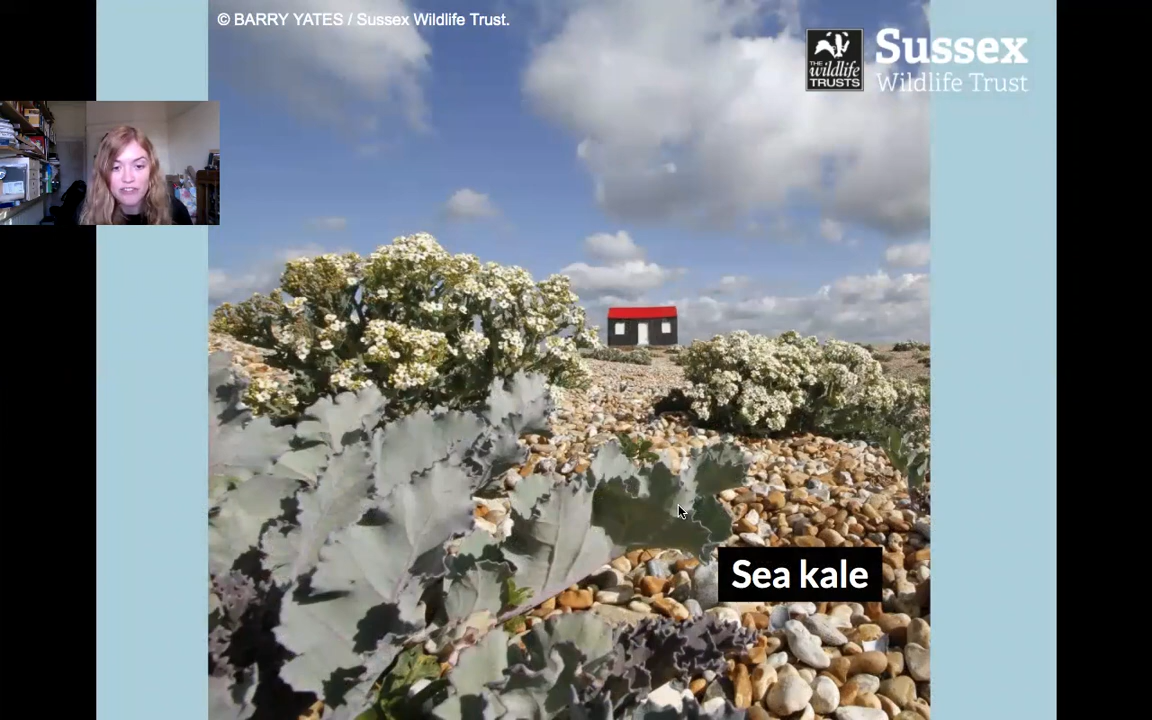 © BARRY YATES / Sussex Wildlife Trust.
THE
wildlife
TRUSTS
Sussex
Wildlife Trust
Sea kale